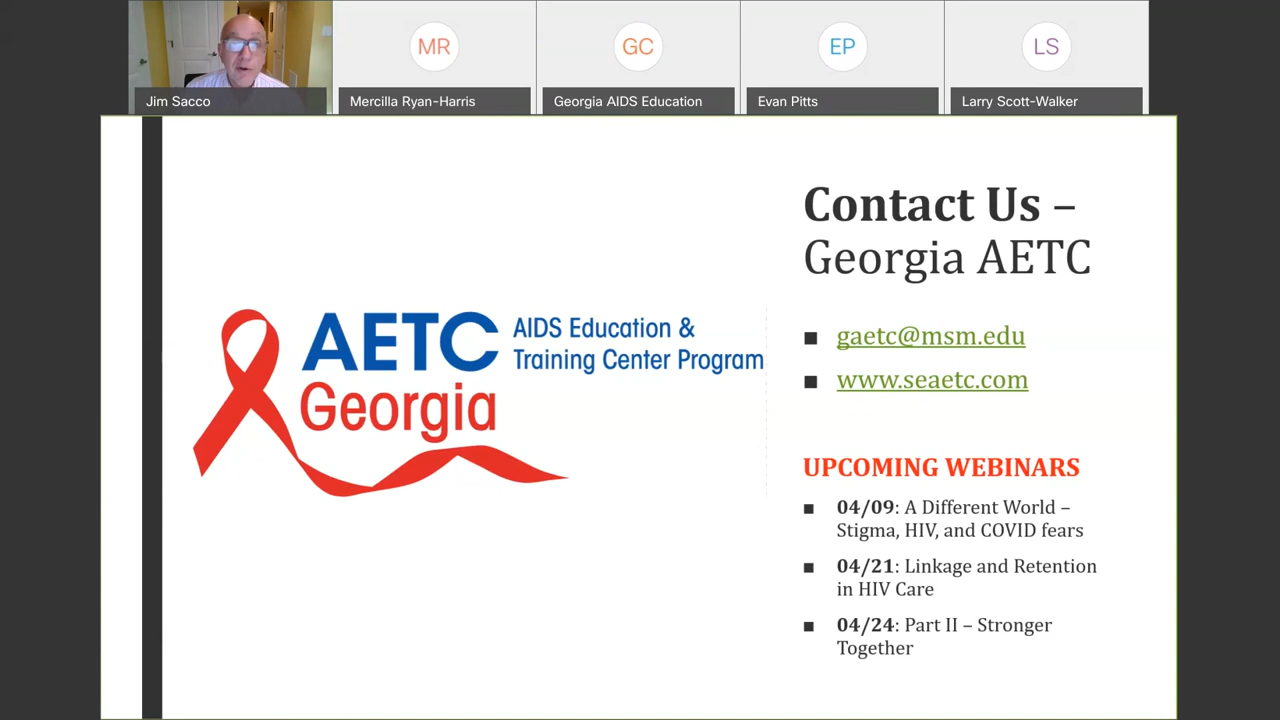 MR
GC
EP
LS
Jim Sacco
Mercilla Ryan-Harris
Georgia AIDS Education
Evan Pitts
Larry Scott-Walker
AETC
AIDS Education &
Training Center Program
Georgia
Contact Us –
Georgia AETC
gaetc@msm.edu
www.seaetc.com
UPCOMING WEBINARS
04/09: A Different World –
Stigma, HIV, and COVID fears
04/21: Linkage and Retention
in HIV Care
04/24: Part II – Stronger
Together